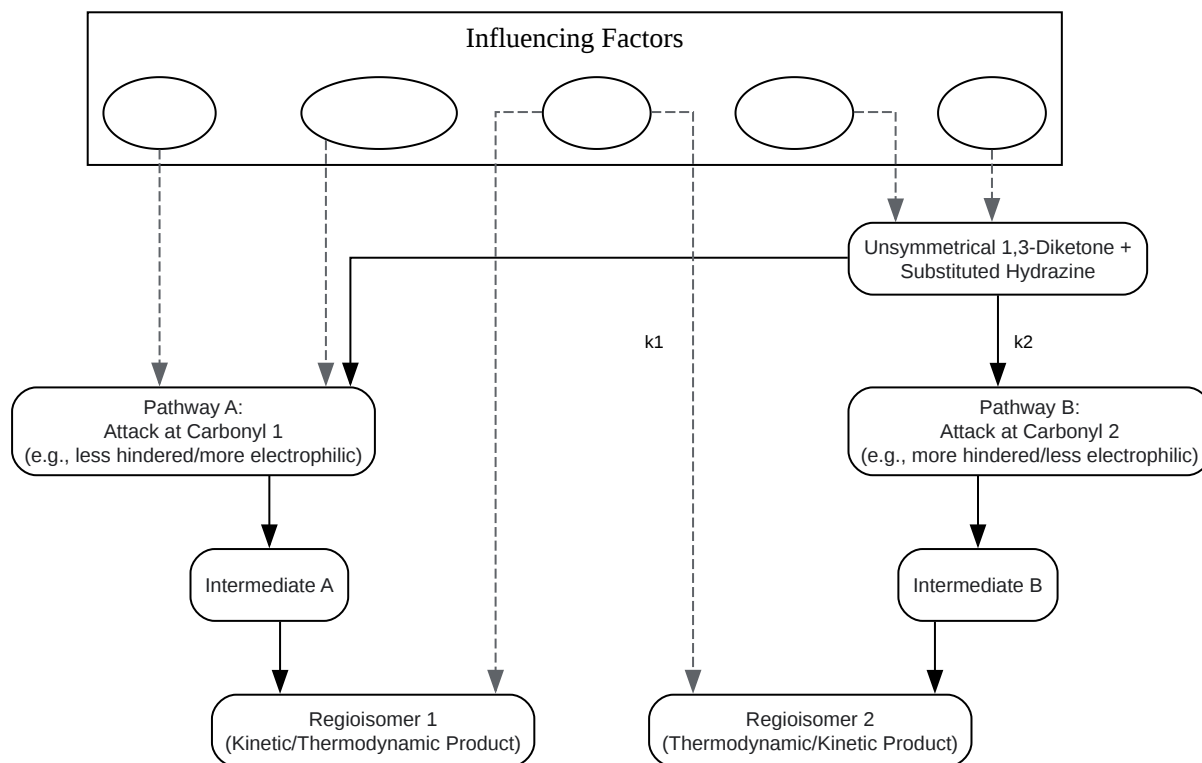 Influencing Factors
Unsymmetrical 1,3-Diketone +
Substituted Hydrazine
k1
k2
Pathway A:
Attack at Carbonyl 1
(e.g., less hindered/more electrophilic)
Pathway B:
Attack at Carbonyl 2
(e.g., more hindered/less electrophilic)
Intermediate A
Intermediate B
Regioisomer 1
(Kinetic/Thermodynamic Product)
Regioisomer 2
(Thermodynamic/Kinetic Product)